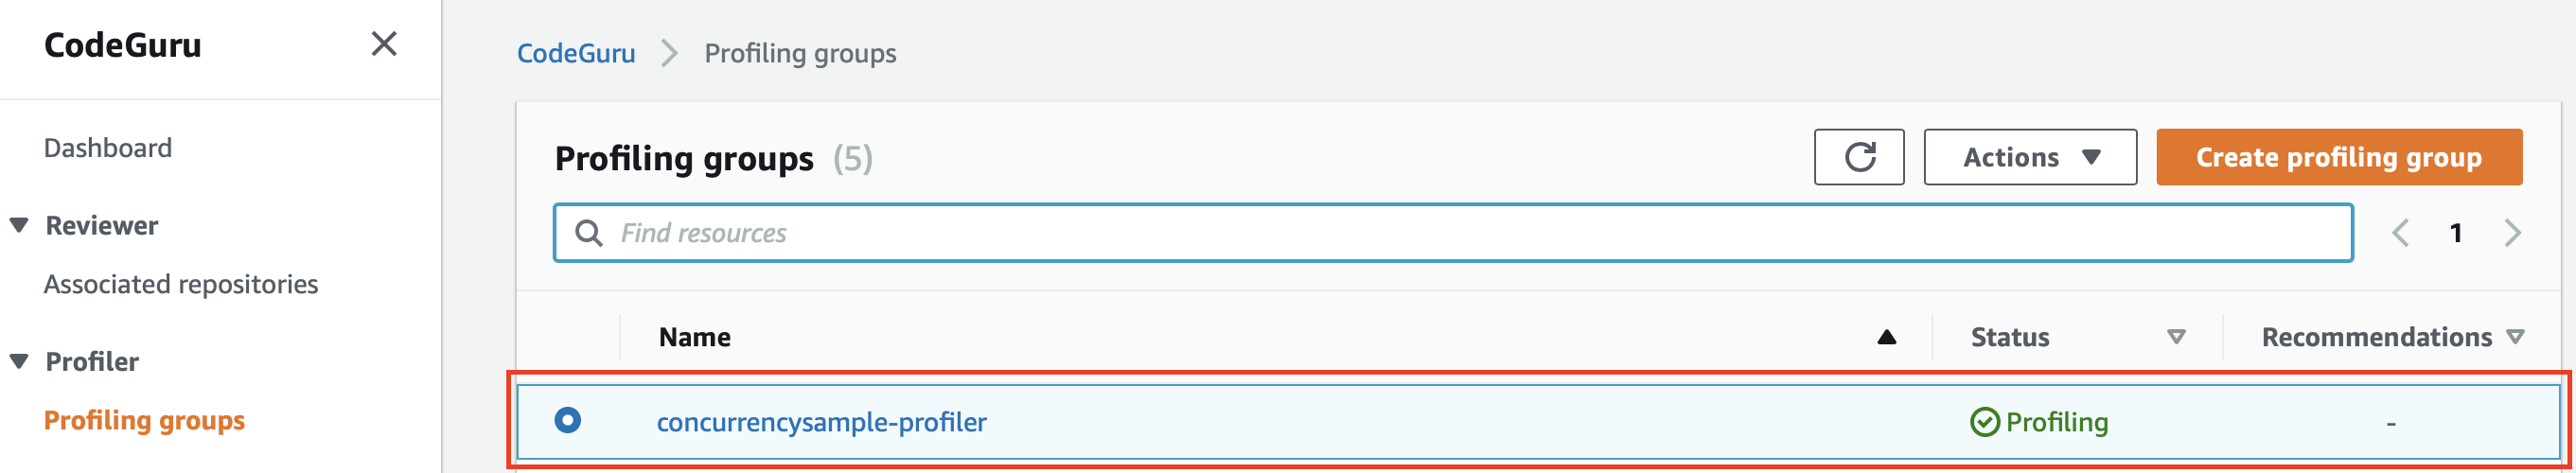 CodeGuru
Dashboard
Reviewer
Associated repositories
Profiler
Profiling groups
CodeGuru Profiling groups
Profiling groups (5) Actions Create profiling group
Find resources 1
Name Status Recommendations
concurrencysample-profiler Profiling -